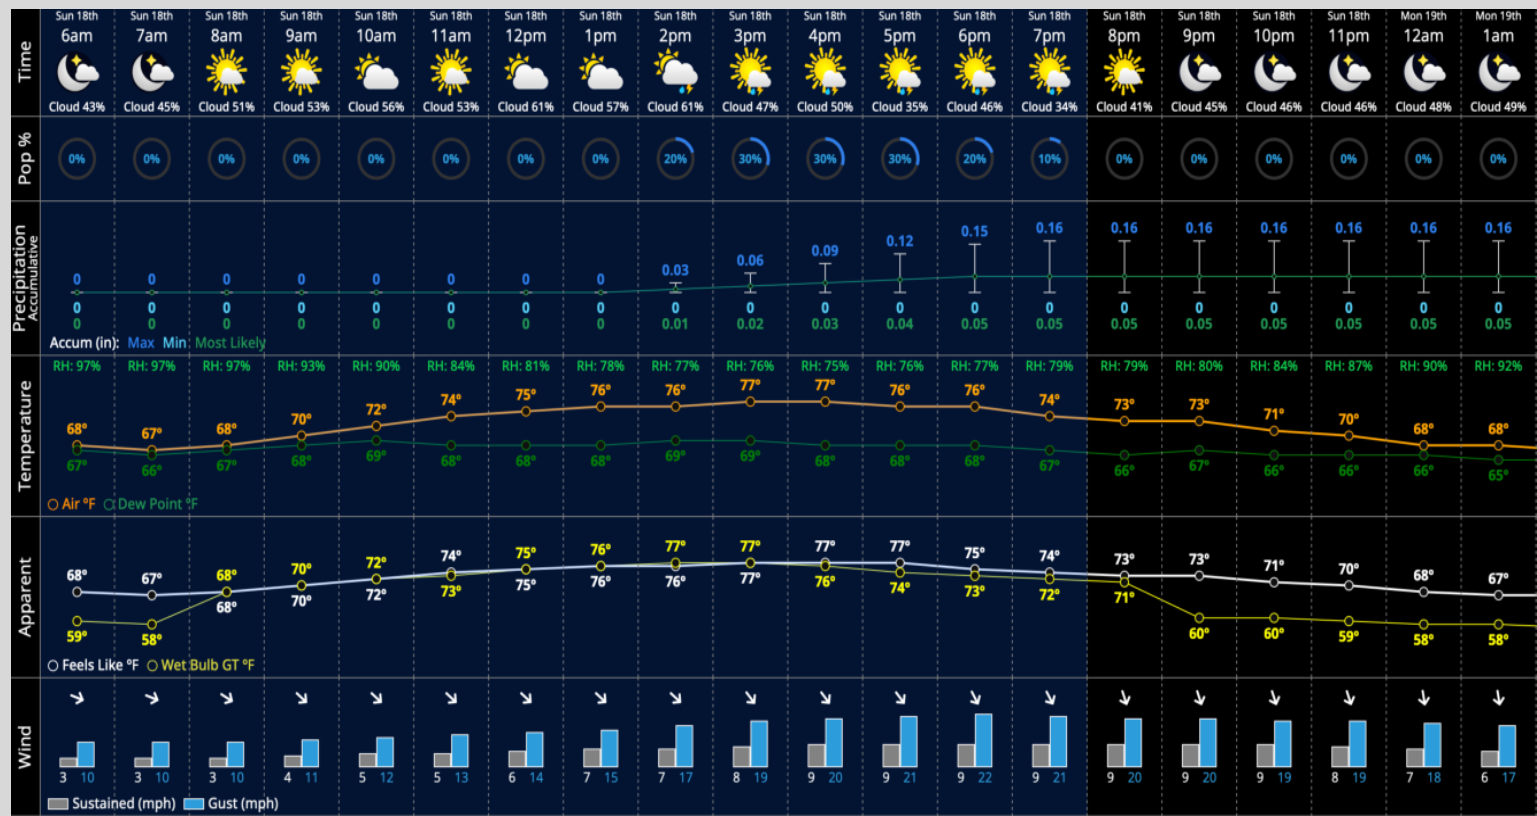 Time
Sun 18th Sun 18th Sun 18th Sun 18th Sun 18th Sun 18th Sun 18th Sun 18th Sun 18th Sun 18th Sun 18th Sun 18th Sun 18th Sun 18th Sun 18th Sun 18th Sun 18th Sun 18th Mon 19th Mon 19th
6am 7am 8am 9am 10am 11am 12pm 1pm 2pm 3pm 4pm 5pm 6pm 7pm 8pm 9pm 10pm 11pm 12am 1am
Cloud 43% Cloud 45% Cloud 51% Cloud 53% Cloud 56% Cloud 53% Cloud 61% Cloud 57% Cloud 61% Cloud 47% Cloud 50% Cloud 35% Cloud 46% Cloud 34% Cloud 41% Cloud 45% Cloud 46% Cloud 46% Cloud 48% Cloud 49%
Pop %
0% 0% 0% 0% 0% 0% 0% 0% 20% 30% 30% 30% 20% 10% 0% 0% 0% 0% 0% 0%
Precipitation
Accumulative
0 0 0 0 0 0 0 0 0.03 0.06 0.09 0.12 0.15 0.16 0.16 0.16 0.16 0.16 0.16 0.16
0 0 0 0 0 0 0 0 0 0 0 0 0 0 0 0 0 0 0 0
0 0 0 0 0 0 0 0 0.01 0.02 0.03 0.04 0.05 0.05 0.05 0.05 0.05 0.05 0.05 0.05
Accum (in): Max Min Most Likely
Temperature
RH: 97% RH: 97% RH: 97% RH: 93% RH: 90% RH: 84% RH: 81% RH: 78% RH: 77% RH: 76% RH: 75% RH: 76% RH: 77% RH: 79% RH: 79% RH: 80% RH: 84% RH: 87% RH: 90% RH: 92%
68° 67° 68° 70° 72° 74° 75° 76° 76° 77° 77° 76° 76° 74° 73° 73° 71° 70° 68° 68°
67° 66° 67° 68° 69° 68° 68° 68° 69° 69° 68° 68° 68° 67° 66° 67° 66° 66° 66° 65°
Air °F Dew Point °F
Apparent
68° 67° 68° 70° 72° 74° 75° 76° 77° 77° 77° 77° 75° 74° 73° 73° 71° 70° 68° 67°
59° 58° 68° 70° 72° 73° 75° 76° 76° 77° 76° 74° 73° 72° 71° 60° 60° 59° 58° 58°
Feels Like °F Wet Bulb GT °F
Wind
3 10 3 10 3 10 4 11 5 12 5 13 6 14 7 15 7 17 8 19 9 20 9 21 9 22 9 21 9 20 9 20 9 19 8 19 7 18 6 17
Sustained (mph) Gust (mph)